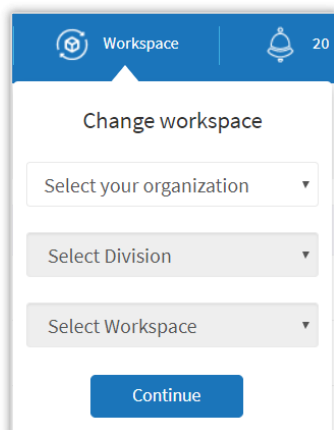 Workspace
20
Change workspace
Select your organization
Select Division
Select Workspace
Continue